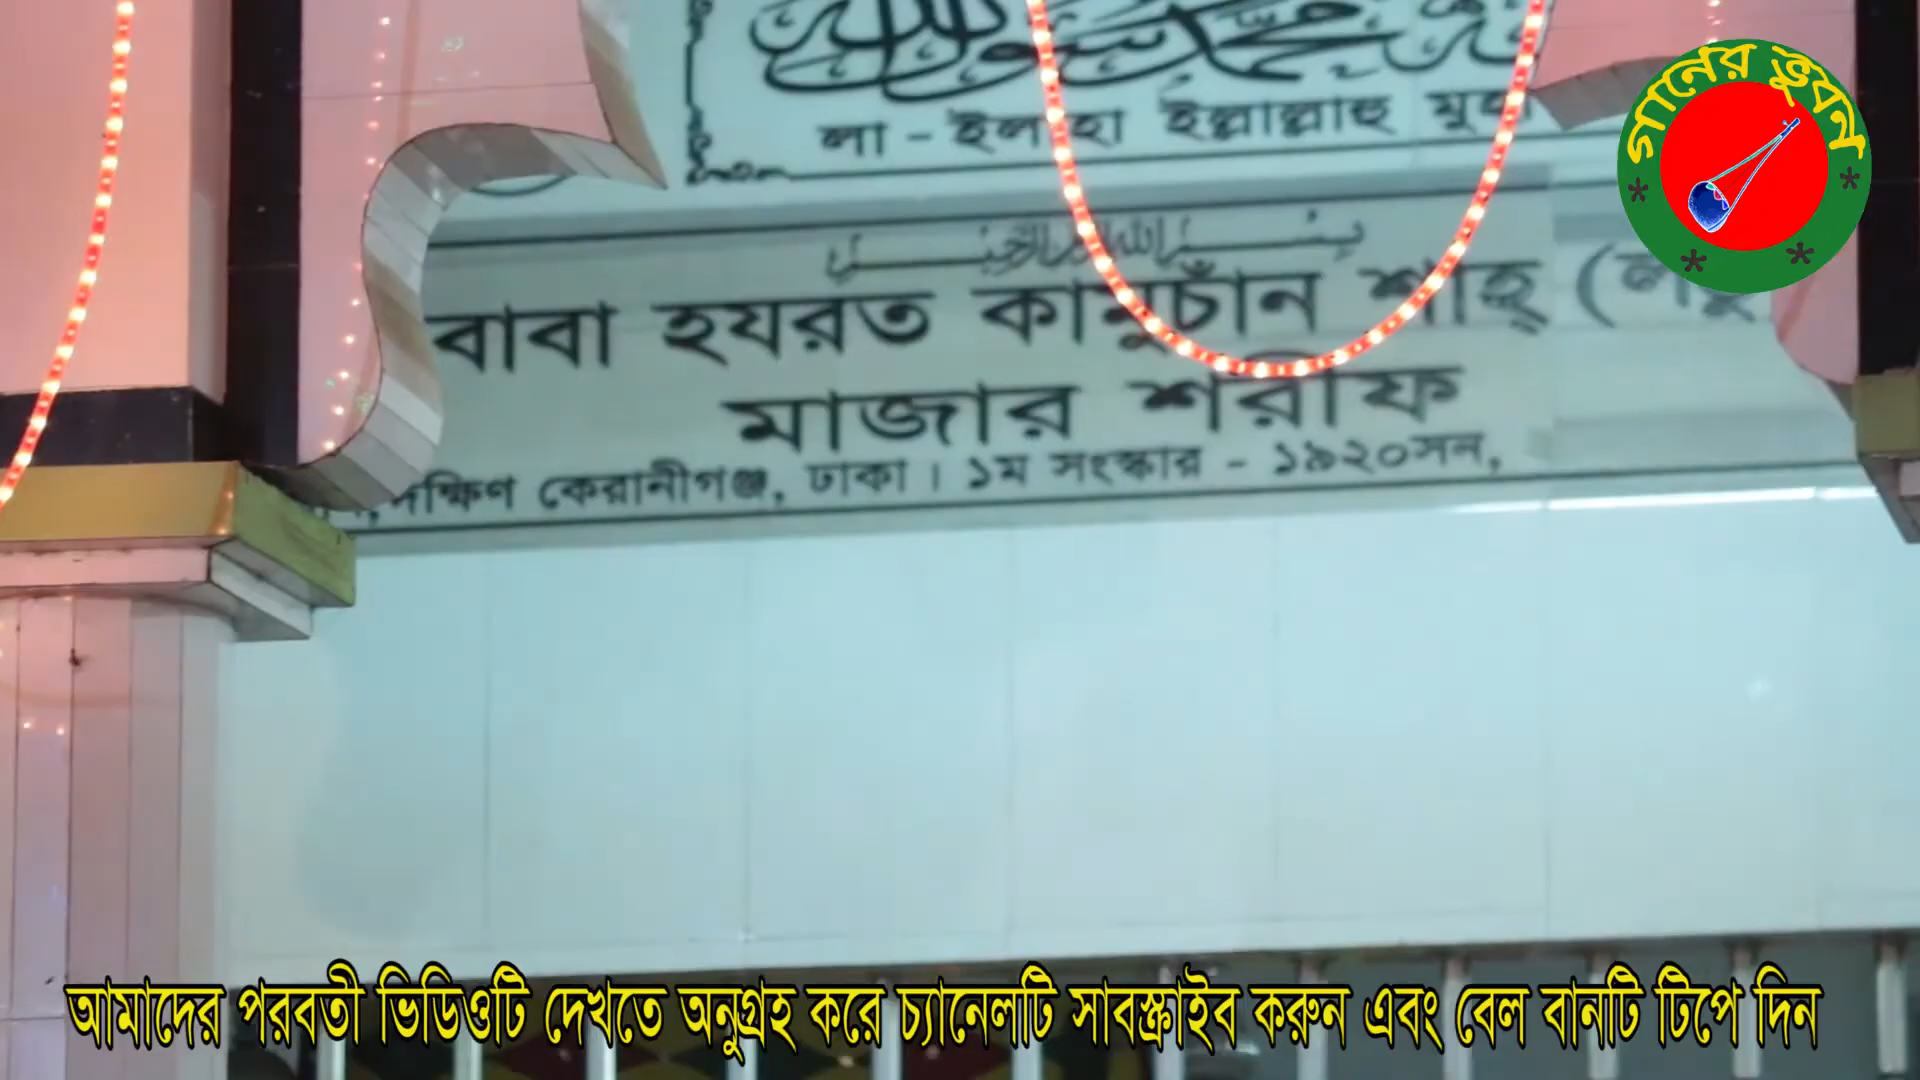 গানের ভুবন
লা - ইলাহা ইল্লাল্লাহু
বাবা হযরত কামুচাঁন শাহ্
মাজার শরীফ
দক্ষিণ কেরানীগঞ্জ, ঢাকা । ১ম সংস্কার - ১৯২০সন,
আমাদের পরবর্তী ভিডিওটি দেখতে অনুগ্রহ করে চ্যানেলটি সাবস্ক্রাইব করুন এবং বেল বানটি টিপে দিন